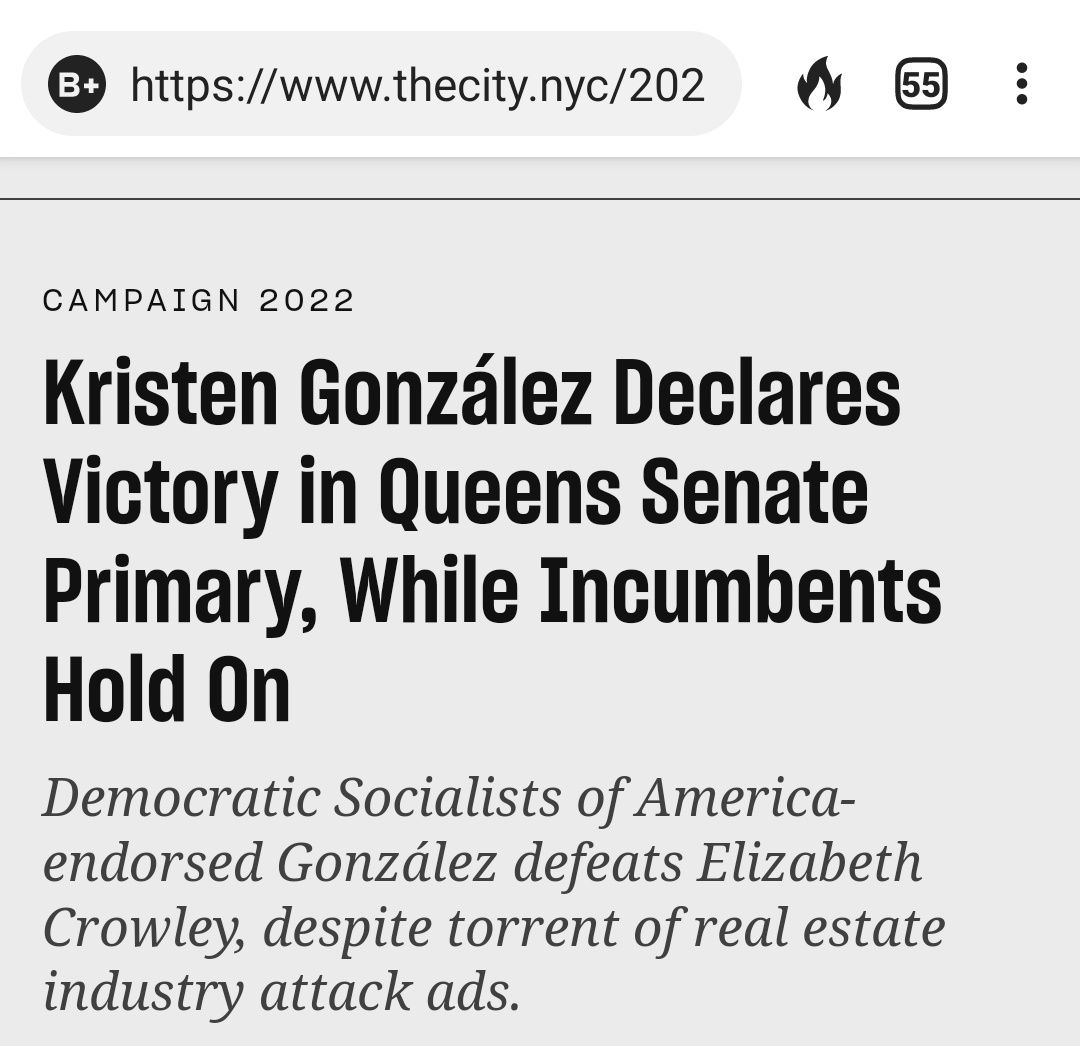 B+ https://www.thecity.nyc/202 55
CAMPAIGN 2022
Kristen González Declares
Victory in Queens Senate
Primary, While Incumbents
Hold On
Democratic Socialists of America-
endorsed González defeats Elizabeth
Crowley, despite torrent of real estate
industry attack ads.